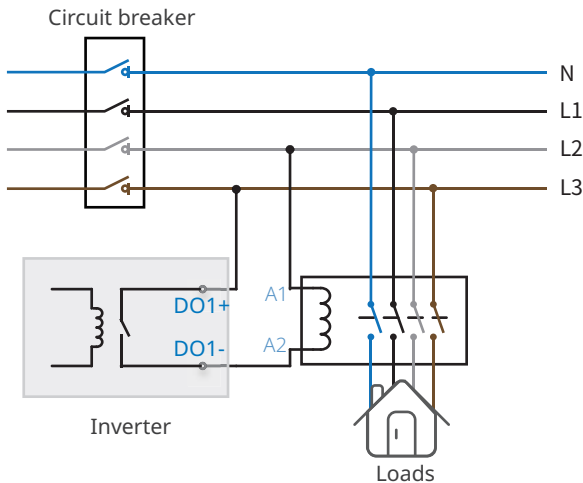 Circuit breaker
N
L1
L2
L3
DO1+
A1
DO1-
A2
Inverter
Loads